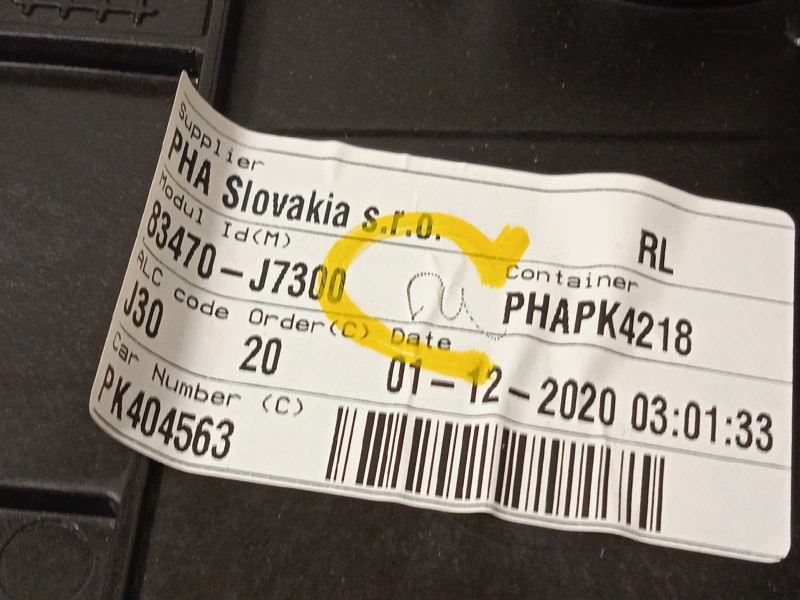 Supplier
PHA Slovakia s.r.o.
RL
Modul Id(M)
83470-J7300
Container
PHAPK4218
ALC code
J30
Order(C)
20
Date
01-12-2020 03:01:33
Car Number (C)
PK404563